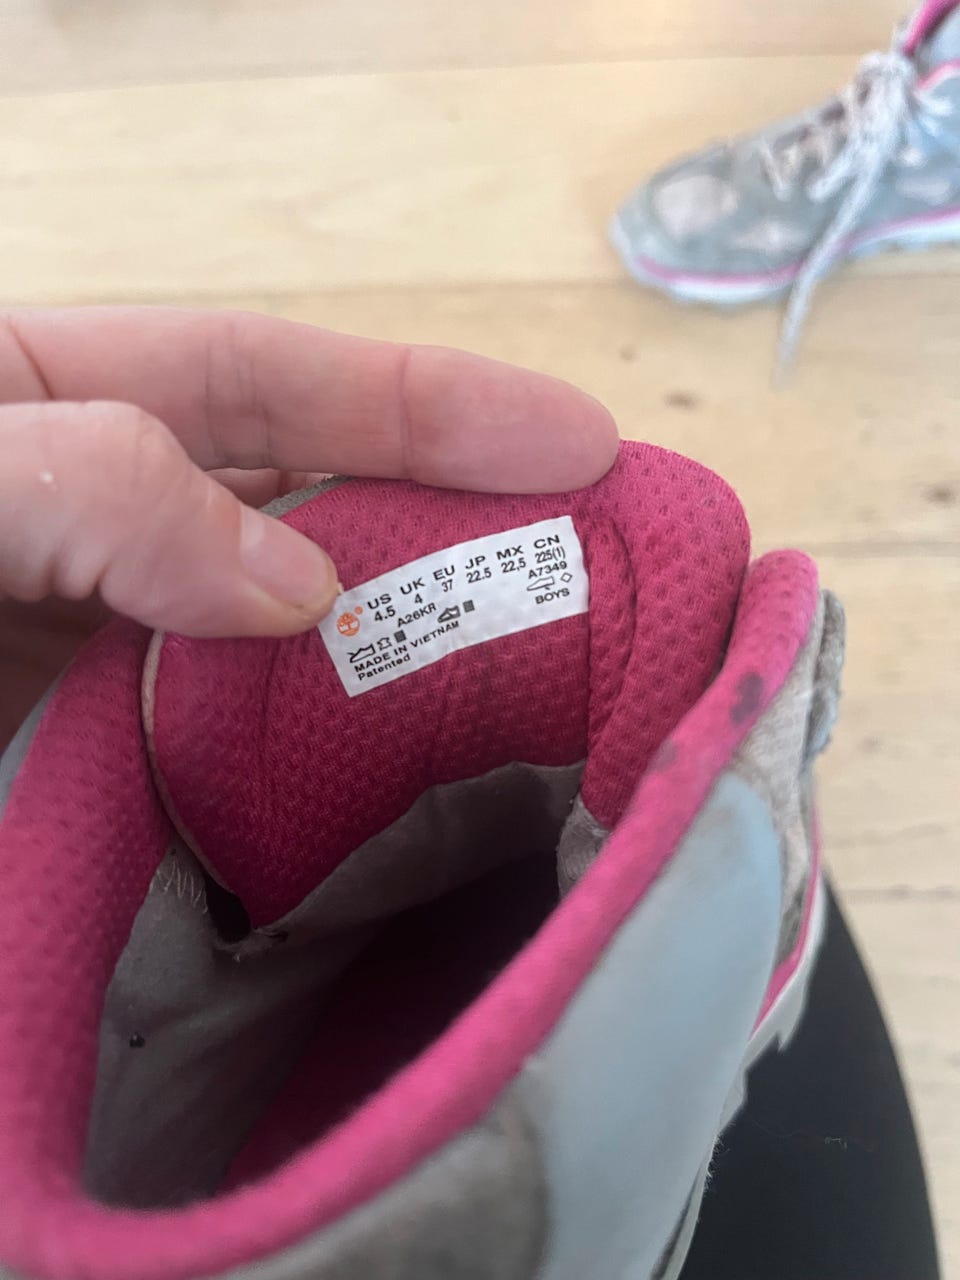 US UK EU JP MX CN
4.5 4 37 22.5 22,5 225(1)
A26KR A7349
MADE IN VIETNAM BOYS
Patented